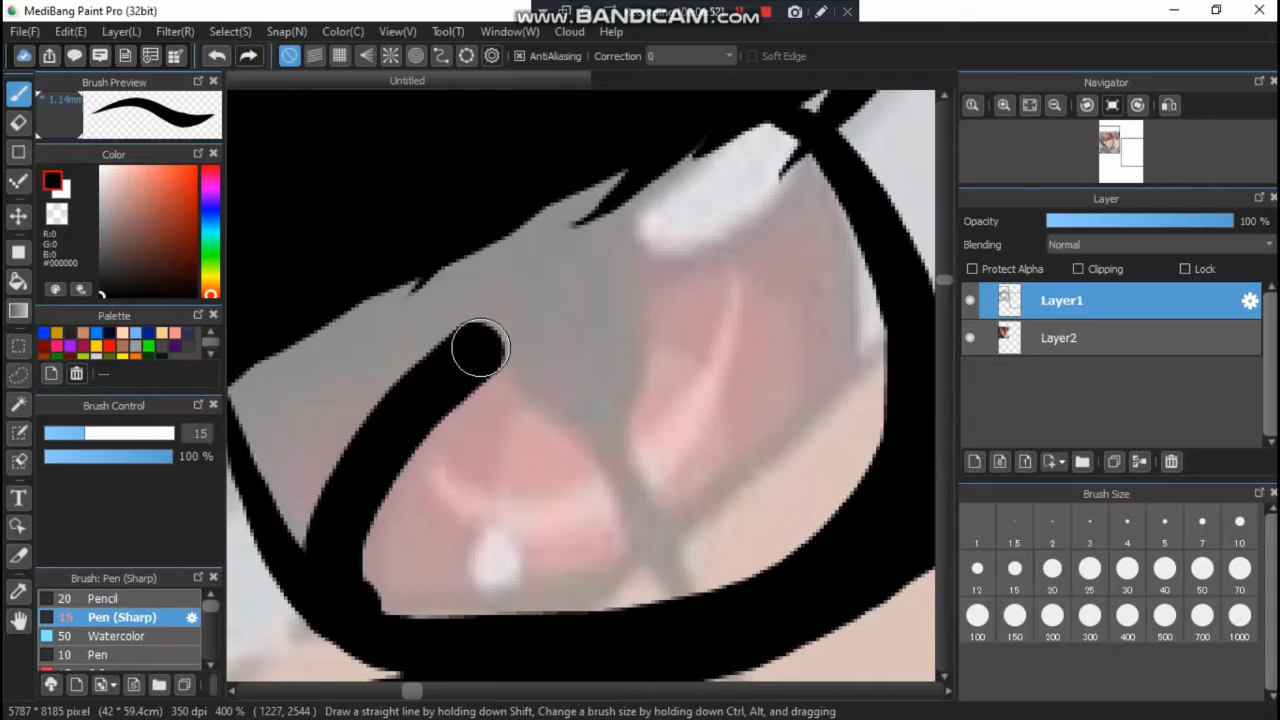 MediBang Paint Pro (32bit)
www.BANDICAM.com
File(F) Edit(E) Layer(L) Filter(R) Select(S) Snap(N) Color(C) View(V) Tool(T) Window(W) Cloud Help
AntiAliasing Correction 0 Soft Edge
Brush Preview
1.14mm
Untitled
Navigator
Color
R:0
G:0
B:0
#000000
Palette
---
Brush Control
15
100 %
Brush: Pen (Sharp)
20 Pencil
15 Pen (Sharp)
50 Watercolor
10 Pen
Layer
Opacity 100 %
Blending Normal
Protect Alpha Clipping Lock
Layer1
Layer2
Brush Size
1 1.5 2 3 4 5 7 10
12 15 20 25 30 40 50 70
100 150 200 300 400 500 700 1000
5787 * 8185 pixel (42 * 59.4cm) 350 dpi 400 % ( 1227, 2544 ) Draw a straight line by holding down Shift, Change a brush size by holding down Ctrl, Alt, and dragging